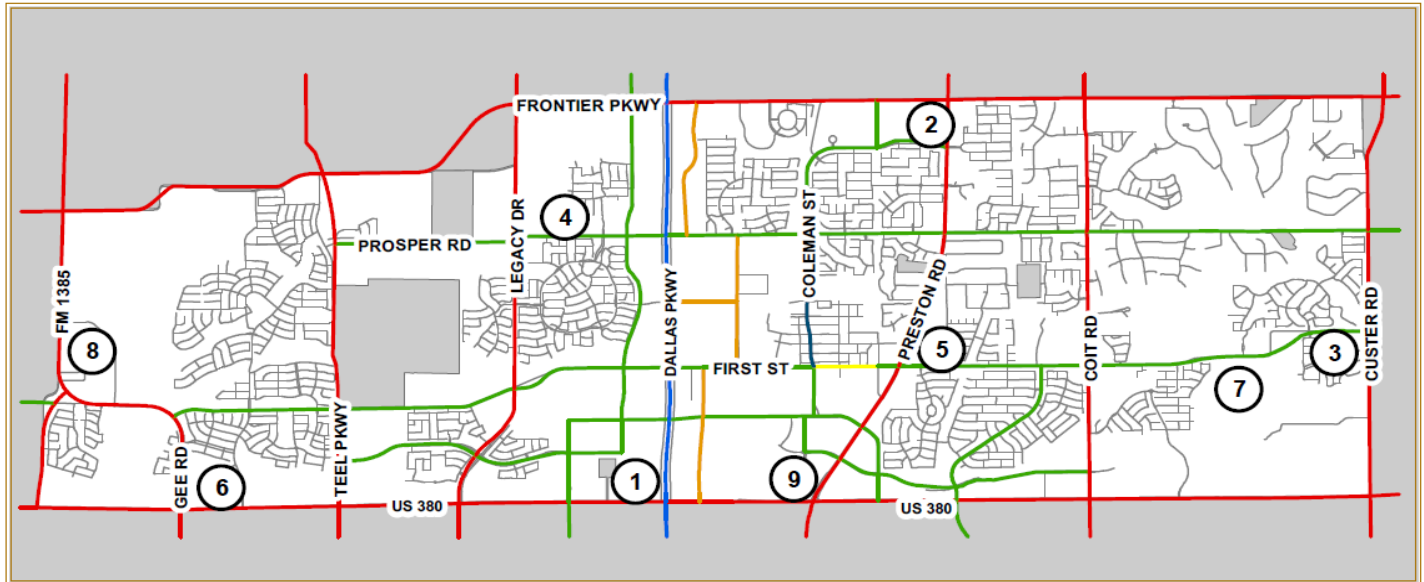 FRONTIER PKWY
2
4
PROSPER RD
LEGACY DR
COLEMAN ST
DALLAS PKWY
PRESTON RD
FM 1385
8
5
3
COIT RD
CUSTER RD
FIRST ST
7
TEEL PKWY
GEE RD
6
1
9
US 380
US 380